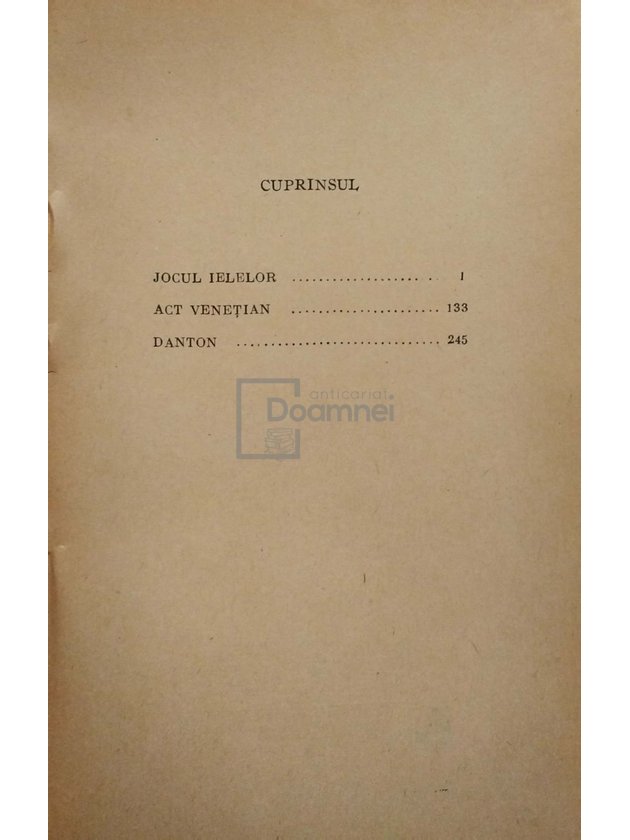 CUPRINSUL
JOCUL IELELOR .................... . 1
ACT VENEȚIAN ...................... 133
DANTON .............................. 245
anticariat
Doamnei